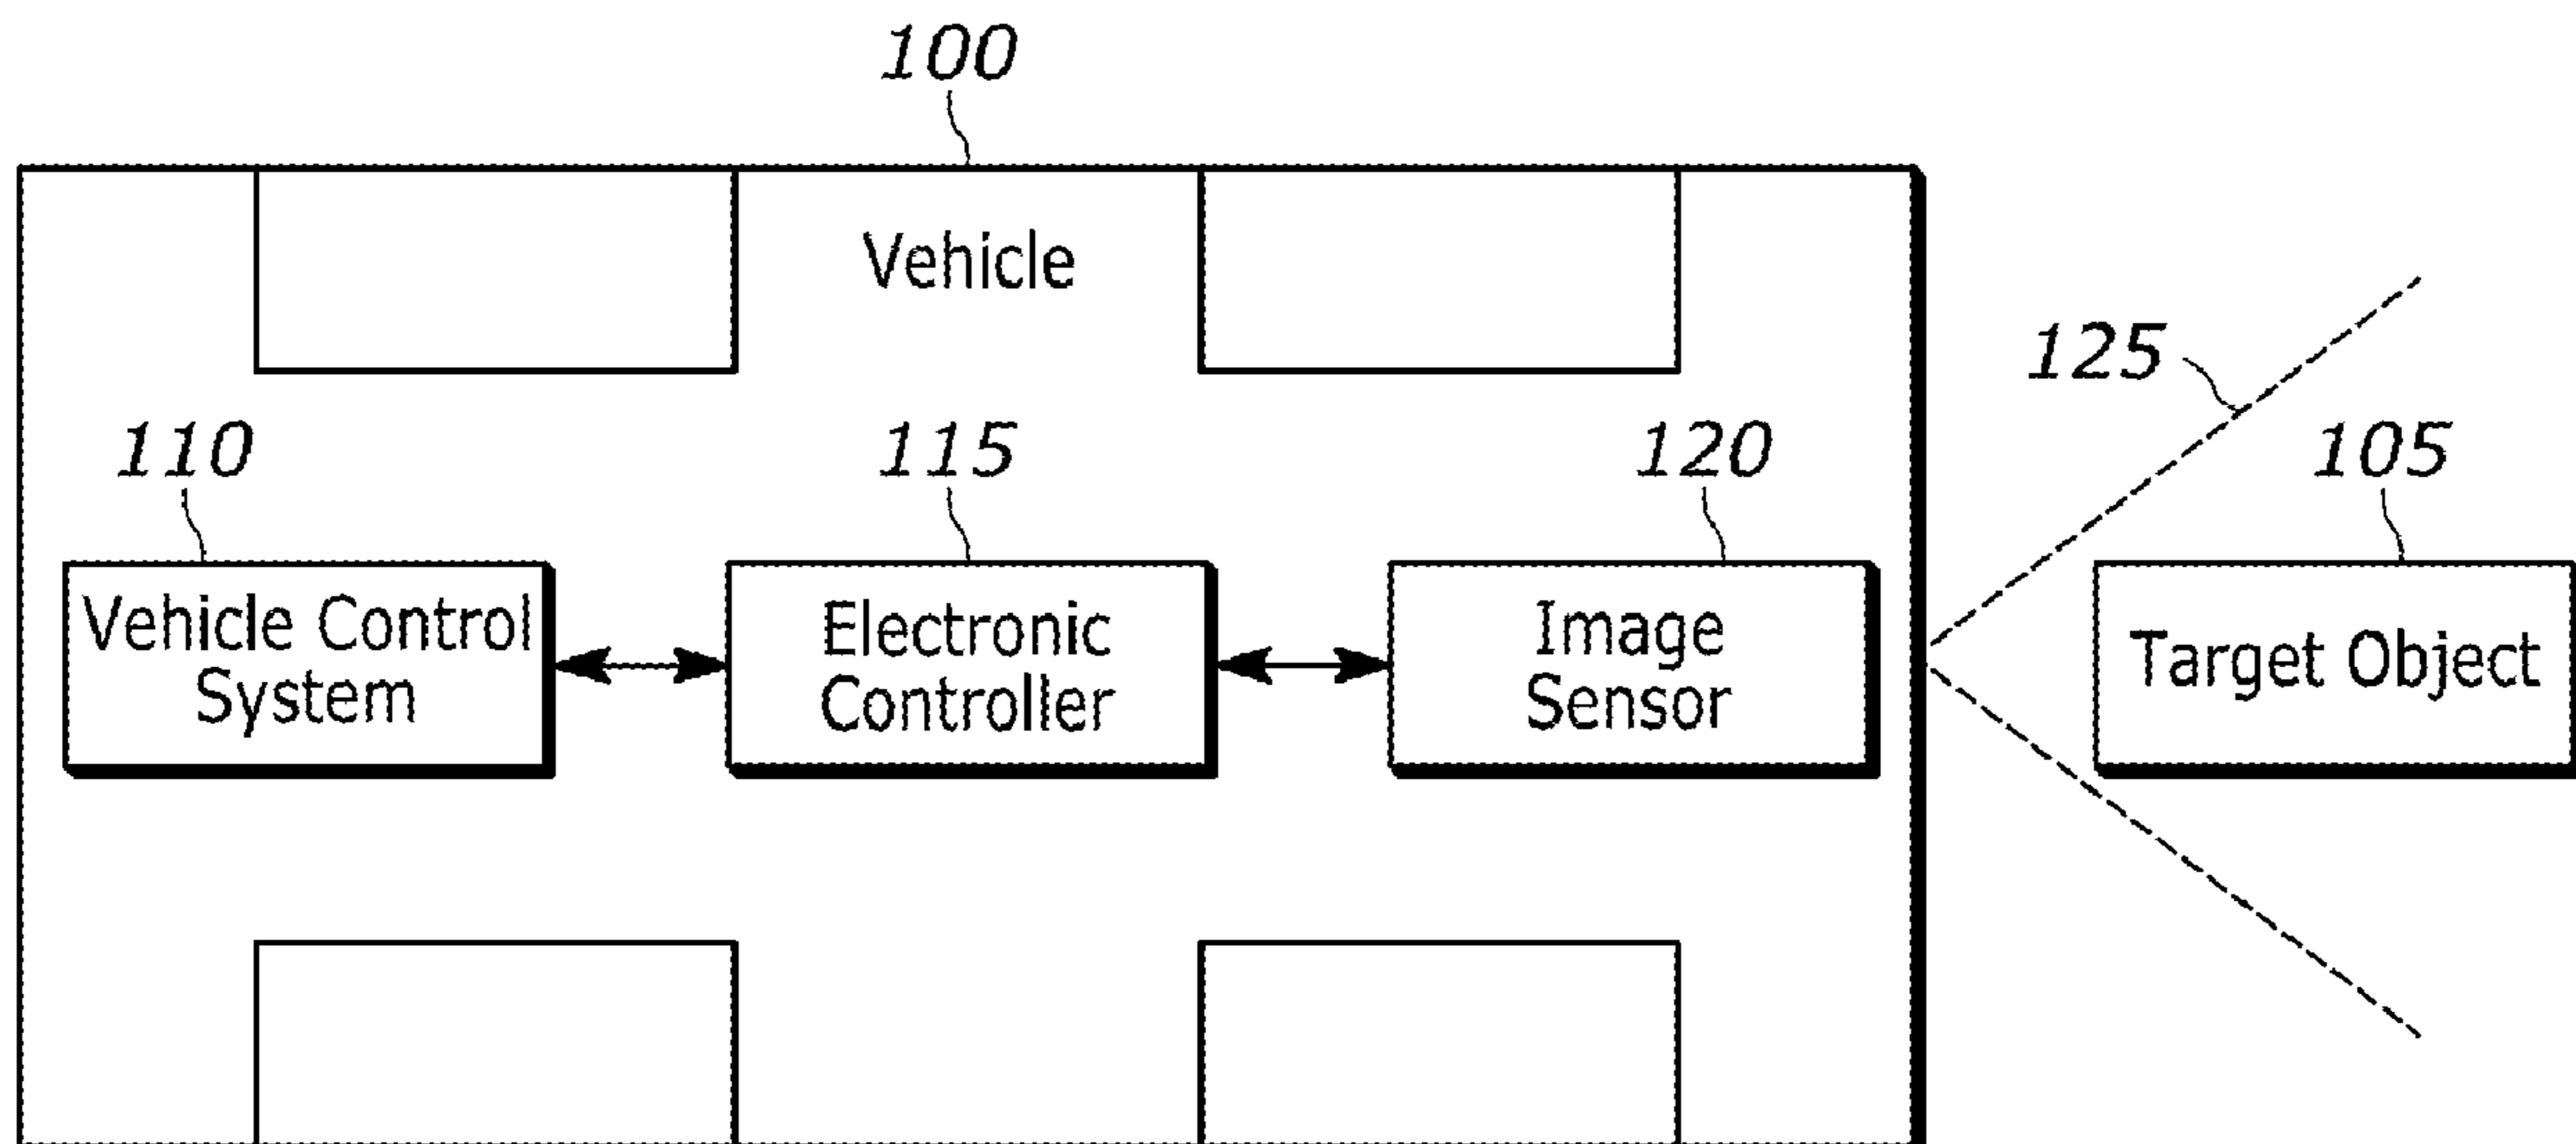 100
Vehicle
125
110
115
120
105
Vehicle Control
System
Electronic
Controller
Image
Sensor
Target Object